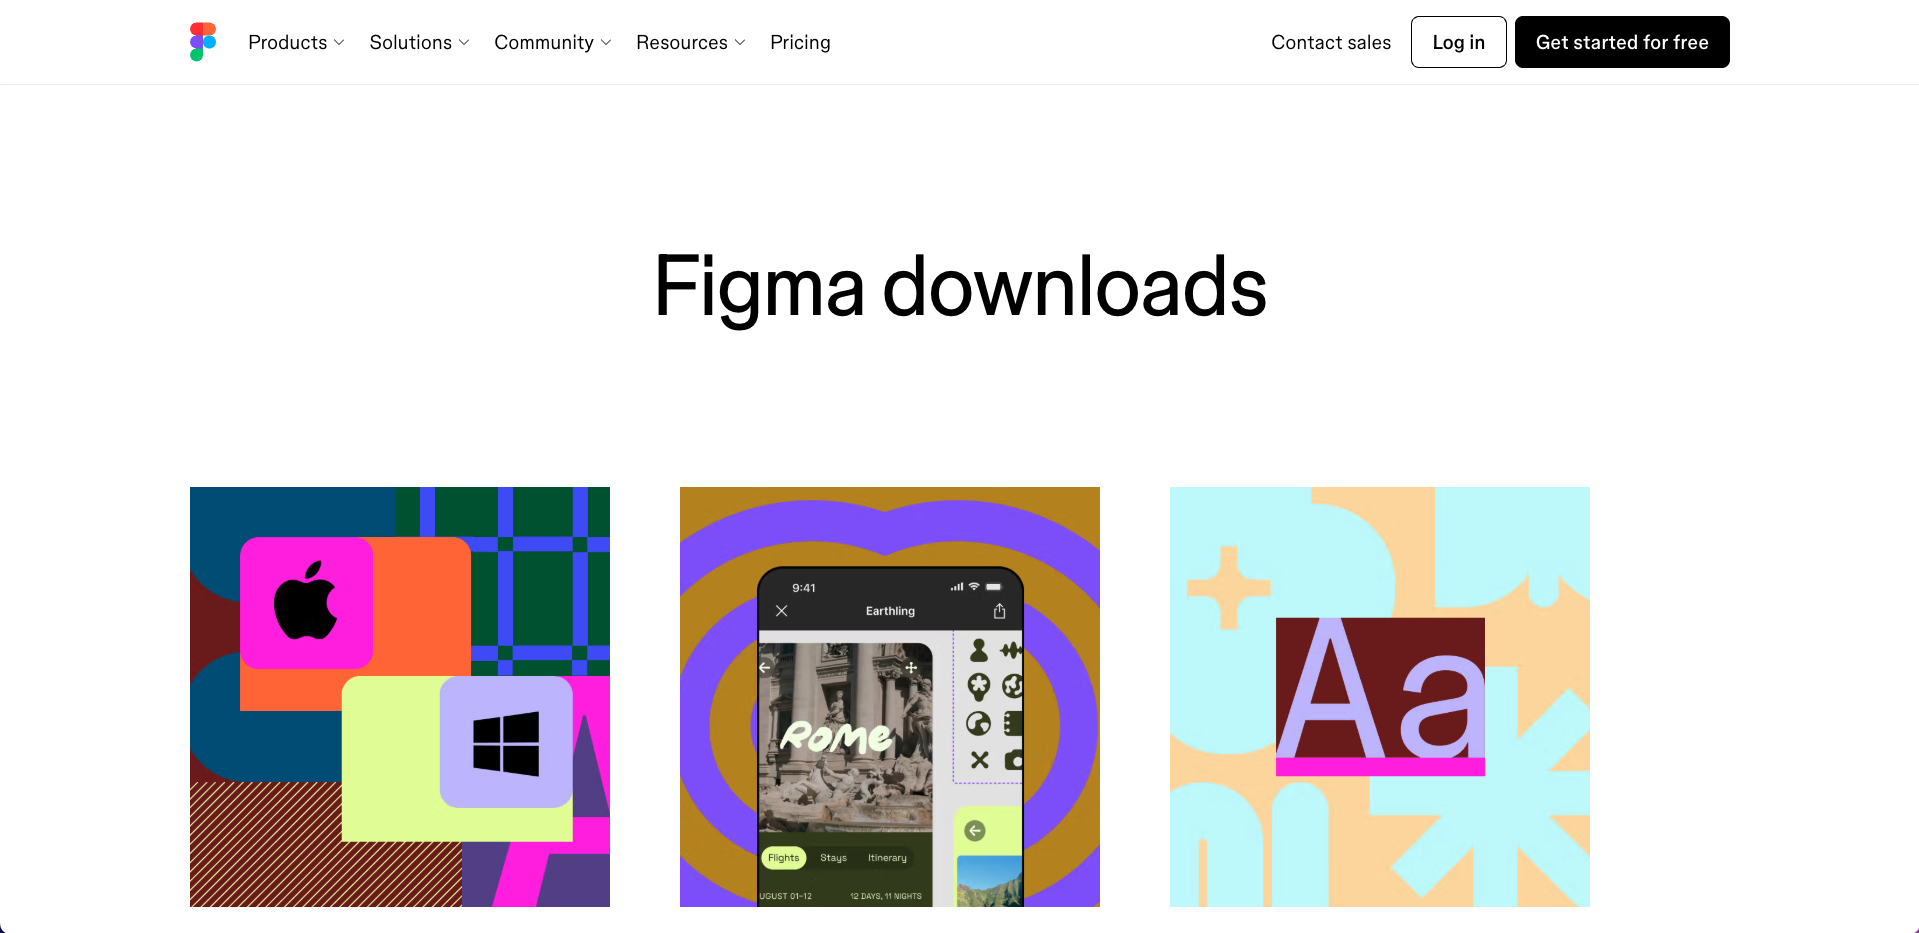 Products
Solutions
Community
Resources
Pricing
Contact sales
Log in
Get started for free
Figma downloads
9:41
Earthling
Rome
Flights
Stays
Itinerary
UGUST 01–12
12 DAYS, 11 NIGHTS
Aa